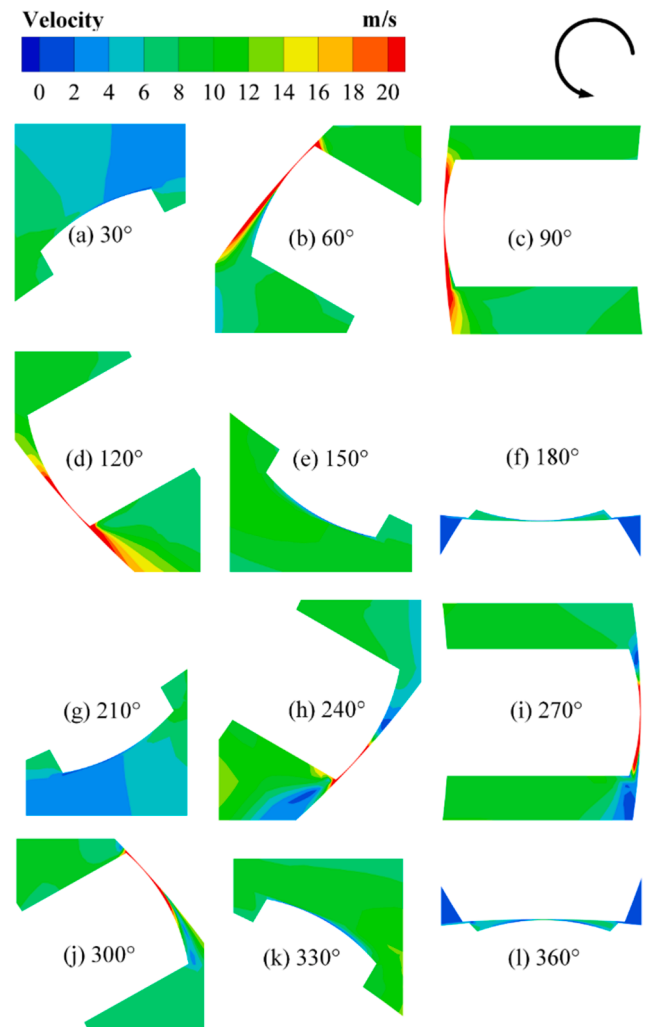 Velocity m/s
0 2 4 6 8 10 12 14 16 18 20
(a) 30° (b) 60° (c) 90°
(d) 120° (e) 150° (f) 180°
(g) 210° (h) 240° (i) 270°
(j) 300° (k) 330° (l) 360°